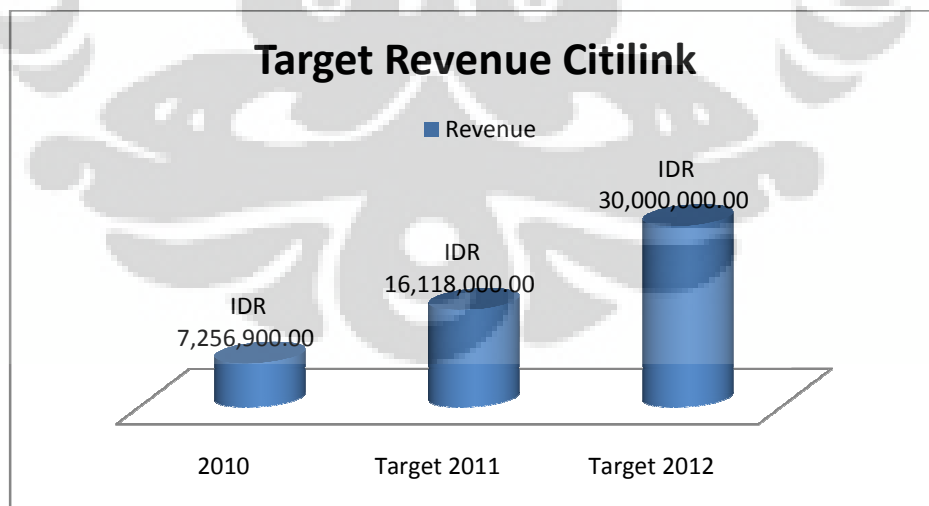 Target Revenue Citilink
Revenue
IDR
7,256,900.00
IDR
16,118,000.00
IDR
30,000,000.00
2010
Target 2011
Target 2012